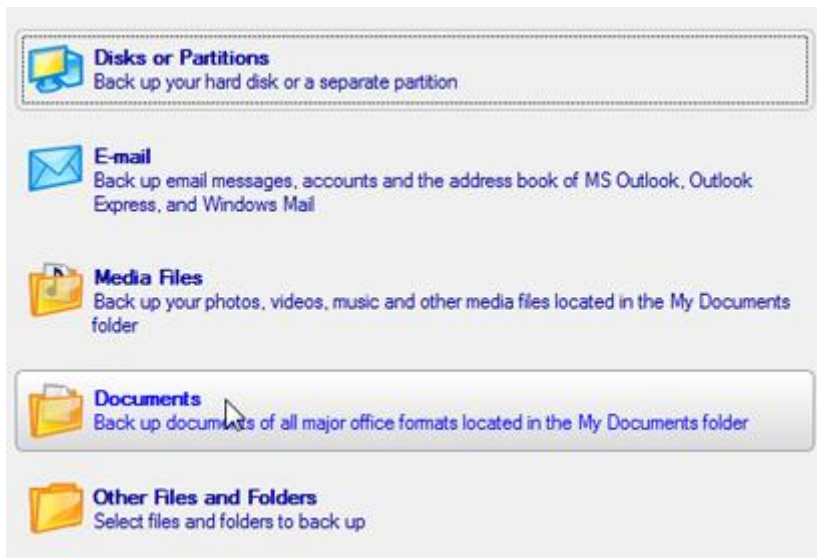 Disks or Partitions
Back up your hard disk or a separate partition
E-mail
Back up email messages, accounts and the address book of MS Outlook, Outlook
Express, and Windows Mail
Media Files
Back up your photos, videos, music and other media files located in the My Documents
folder
Documents
Back up documents of all major office formats located in the My Documents folder
Other Files and Folders
Select files and folders to back up